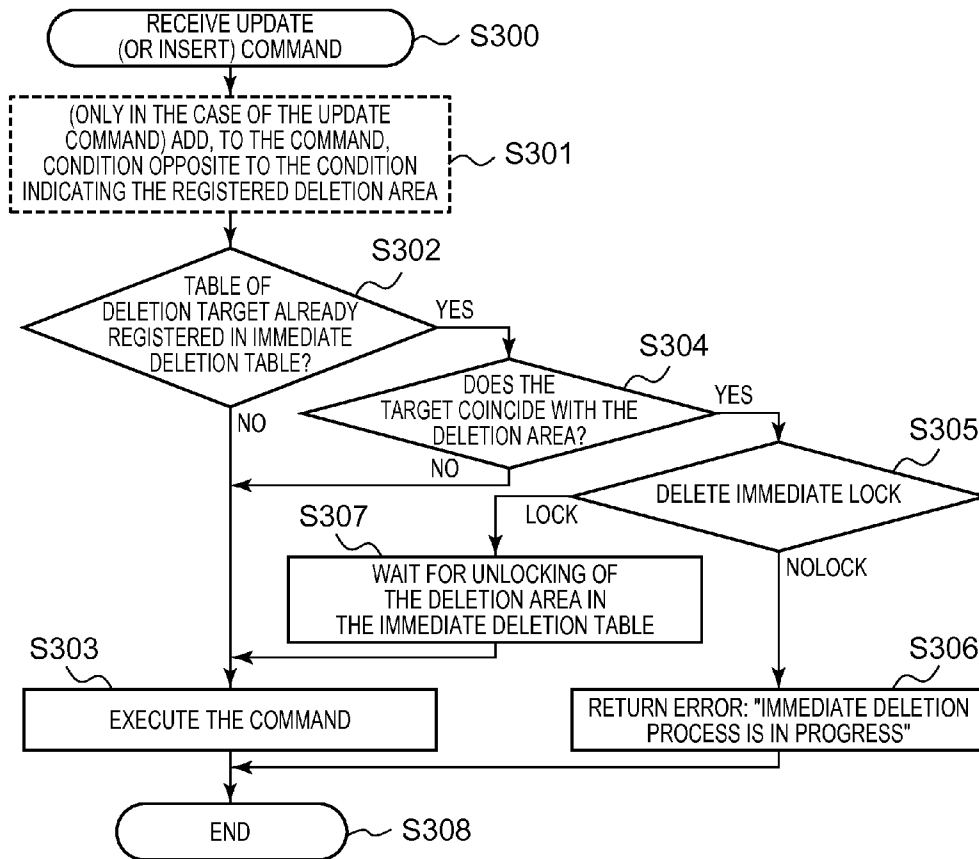 RECEIVE UPDATE
(OR INSERT) COMMAND
S300
(ONLY IN THE CASE OF THE UPDATE
COMMAND) ADD, TO THE COMMAND,
CONDITION OPPOSITE TO THE CONDITION
INDICATING THE REGISTERED DELETION AREA
S301
S302
TABLE OF
DELETION TARGET ALREADY
REGISTERED IN IMMEDIATE
DELETION TABLE?
YES
NO
S304
DOES THE
TARGET COINCIDE WITH THE
DELETION AREA?
YES
NO
S305
DELETE IMMEDIATE LOCK
LOCK
NOLOCK
S307
WAIT FOR UNLOCKING OF
THE DELETION AREA IN
THE IMMEDIATE DELETION TABLE
S303
EXECUTE THE COMMAND
S306
RETURN ERROR: "IMMEDIATE DELETION
PROCESS IS IN PROGRESS"
END
S308